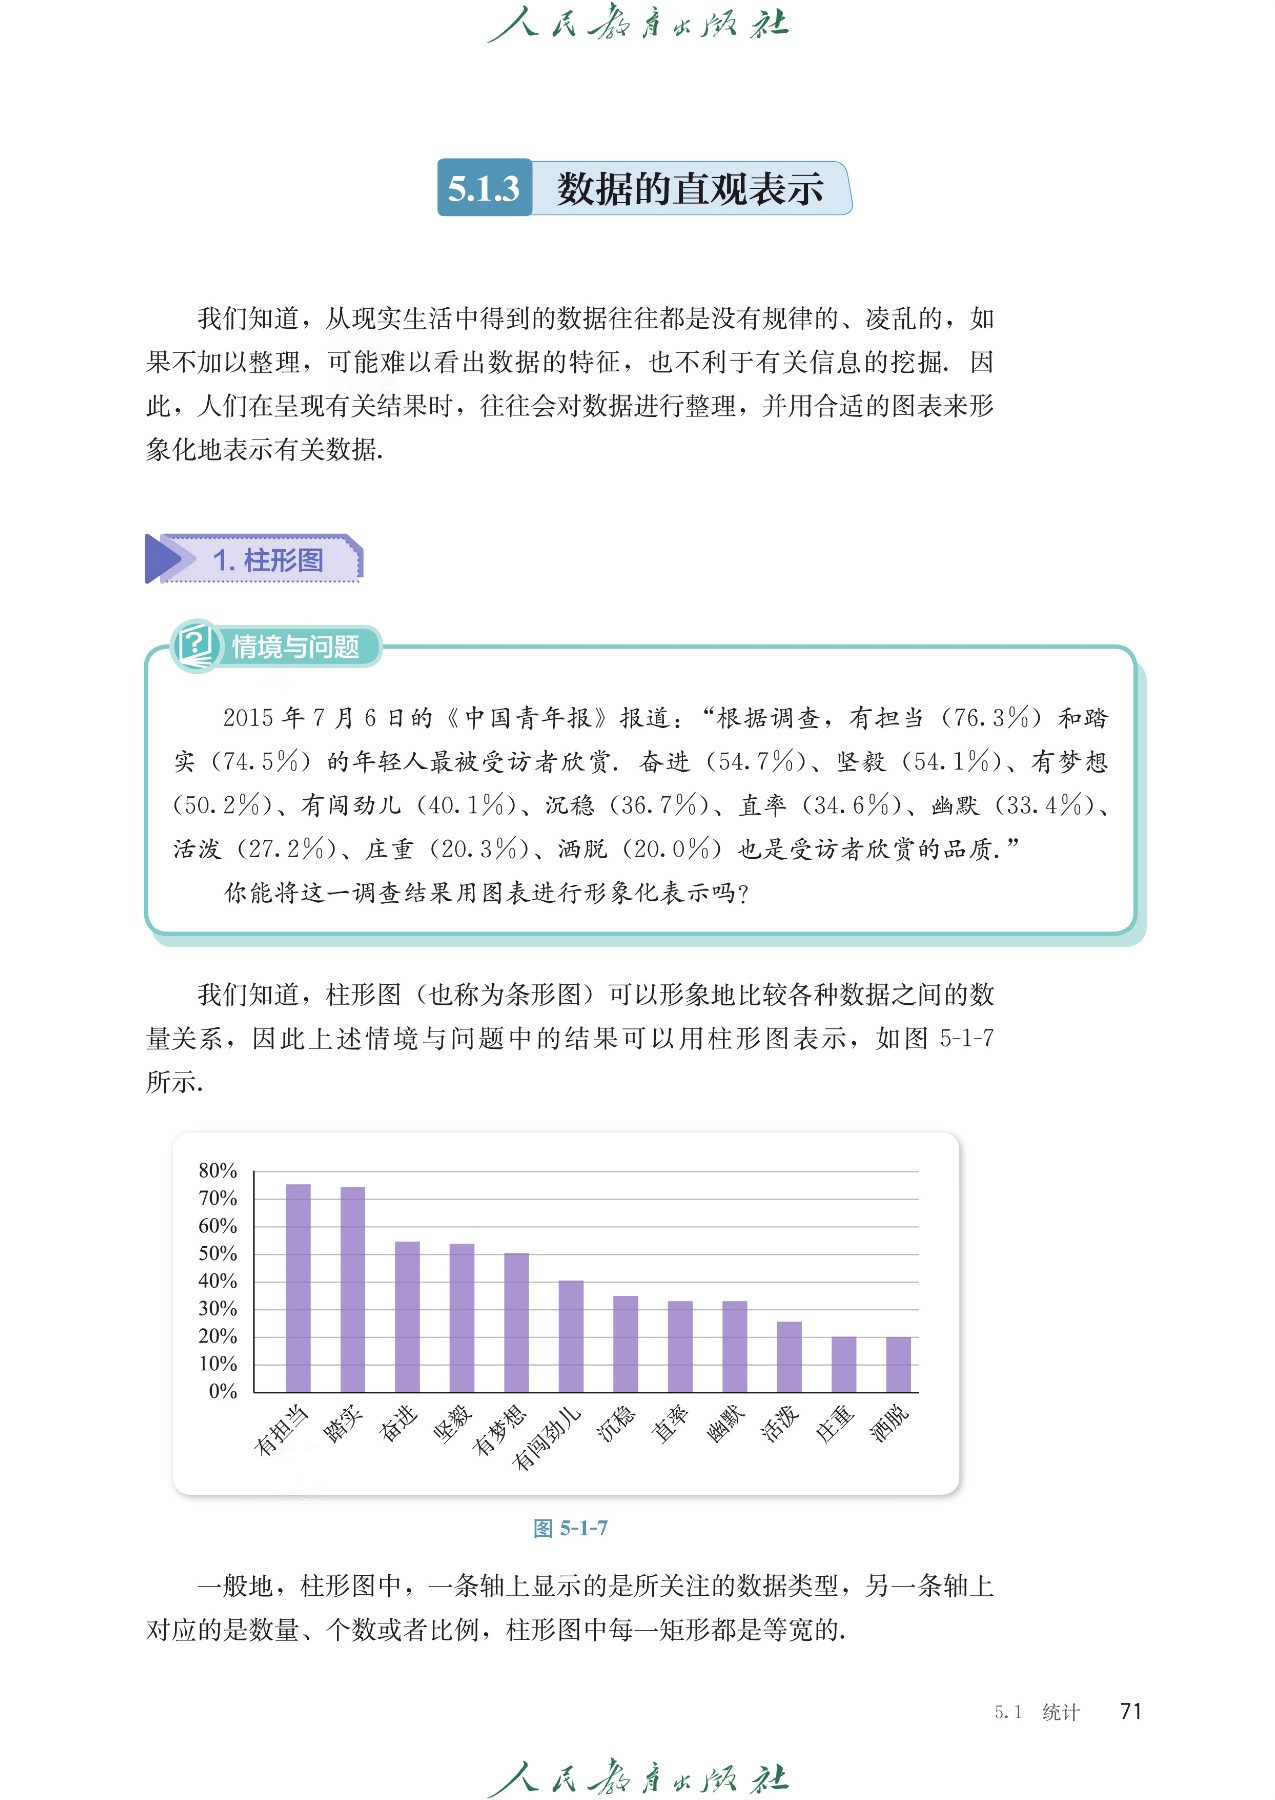 人民教育出版社
5.1.3 数据的直观表示
我们知道，从现实生活中得到的数据往往都是没有规律的、凌乱的，如
果不加以整理，可能难以看出数据的特征，也不利于有关信息的挖掘. 因
此，人们在呈现有关结果时，往往会对数据进行整理，并用合适的图表来形
象化地表示有关数据.
1. 柱形图
情境与问题
2015 年 7 月 6 日的《中国青年报》报道：“根据调查，有担当（76.3%）和踏
实（74.5%）的年轻人最被受访者欣赏. 奋进（54.7%）、坚毅（54.1%）、有梦想
（50.2%）、有闯劲儿（40.1%）、沉稳（36.7%）、直率（34.6%）、幽默（33.4%）、
活泼（27.2%）、庄重（20.3%）、洒脱（20.0%）也是受访者欣赏的品质.”
你能将这一调查结果用图表进行形象化表示吗？
我们知道，柱形图（也称为条形图）可以形象地比较各种数据之间的数
量关系，因此上述情境与问题中的结果可以用柱形图表示，如图 5-1-7
所示.
80%
70%
60%
50%
40%
30%
20%
10%
0%
有担当
踏实
奋进
坚毅
有梦想
有闯劲儿
沉稳
直率
幽默
活泼
庄重
洒脱
图 5-1-7
一般地，柱形图中，一条轴上显示的是所关注的数据类型，另一条轴上
对应的是数量、个数或者比例，柱形图中每一矩形都是等宽的.
5.1 统计 71
人民教育出版社